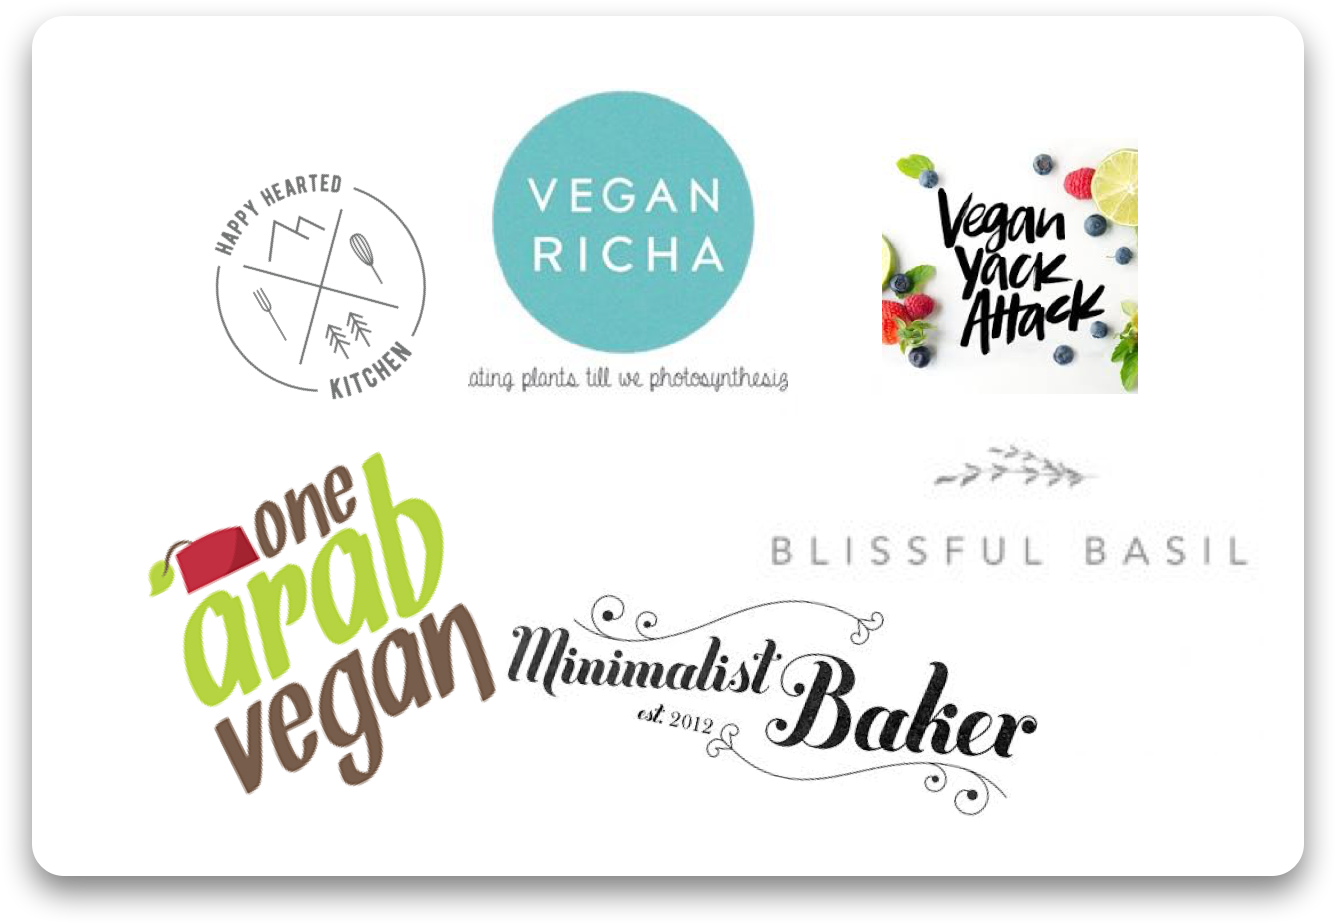 HAPPY HEARTED
KITCHEN
VEGAN
RICHA
ating plants till we photosynthesiz
Vegan
Yack
Attack
one
arab
vegan
BLISSFUL BASIL
Minimalist Baker
est. 2012